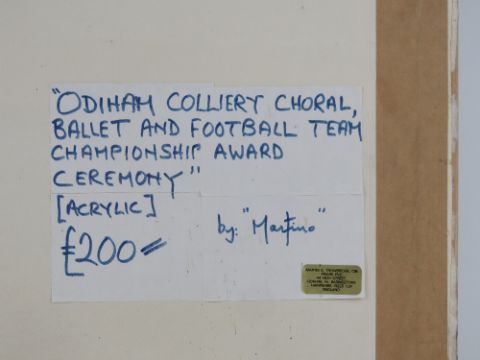 "ODIHAM COLLIERY CHORAL,
BALLET AND FOOTBALL TEAM
CHAMPIONSHIP AWARD
CEREMONY"
[ACRYLIC]
£200=
by: "Martino"